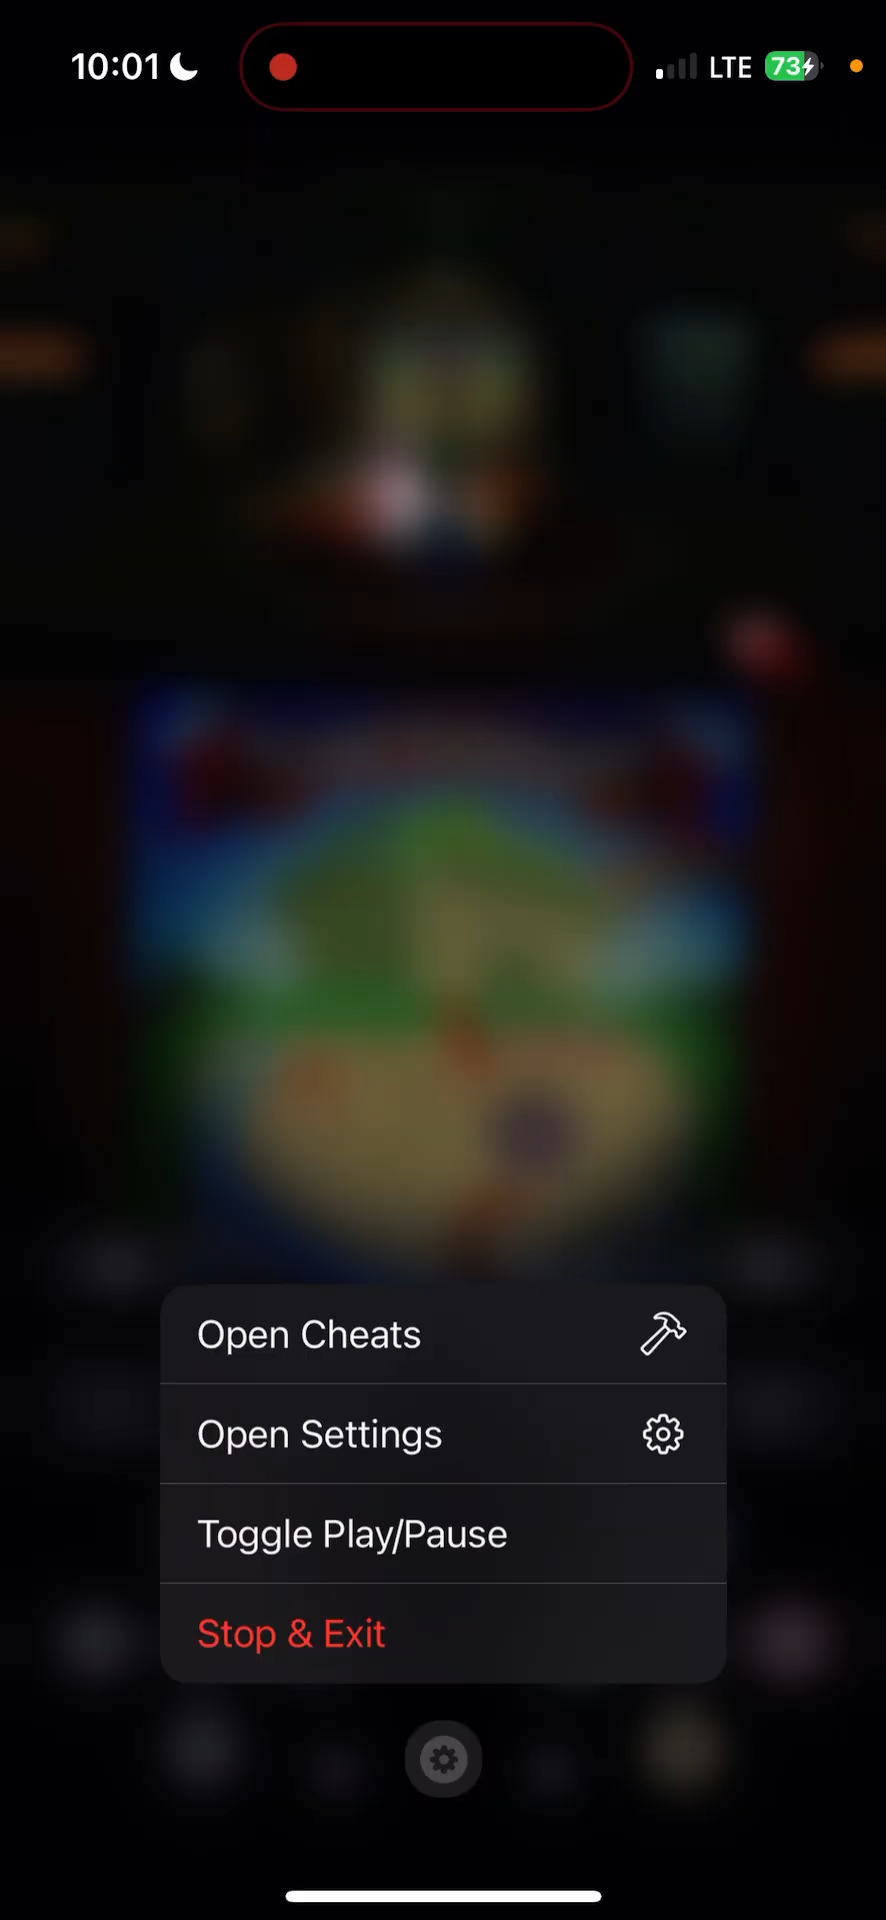 10:01
LTE
73
Open Cheats
Open Settings
Toggle Play/Pause
Stop & Exit